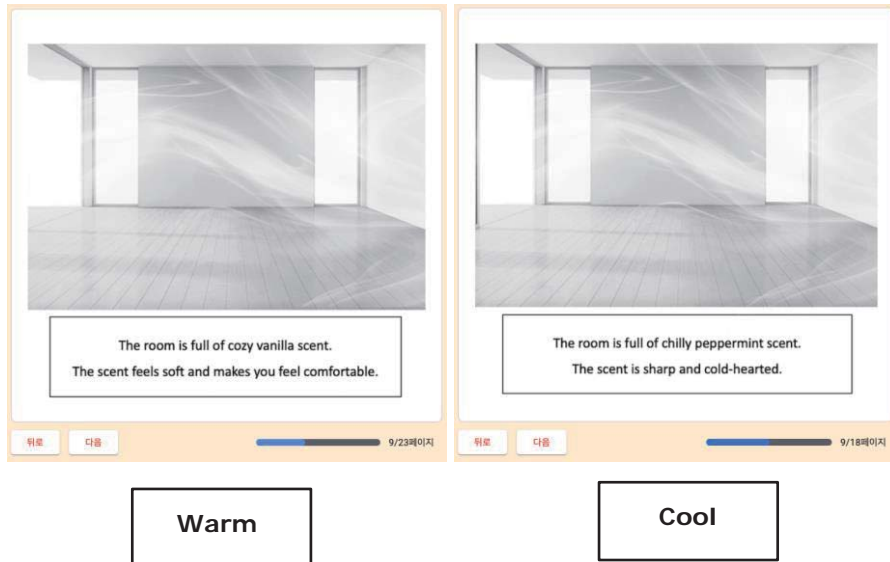 The room is full of cozy vanilla scent.
The scent feels soft and makes you feel comfortable.
뒤로
다음
9/23페이지
Warm
The room is full of chilly peppermint scent.
The scent is sharp and cold-hearted.
뒤로
다음
9/18페이지
Cool